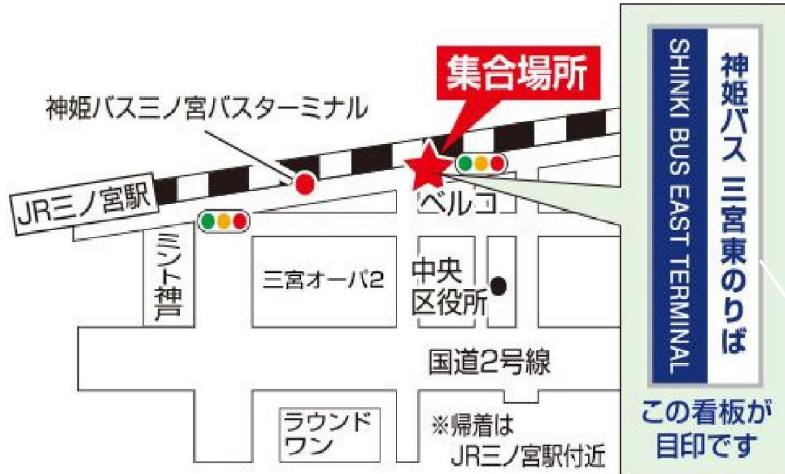 集合場所
神姫バス三ノ宮バスターミナル
JR三ノ宮駅
ベルコ
ミント神戸
三宮オーパ2
中央
区役所
国道2号線
ラウンド
ワン
※帰着は
JR三ノ宮駅付近
神姫バス 三宮東のりば
SHINKI BUS EAST TERMINAL
この看板が
目印です